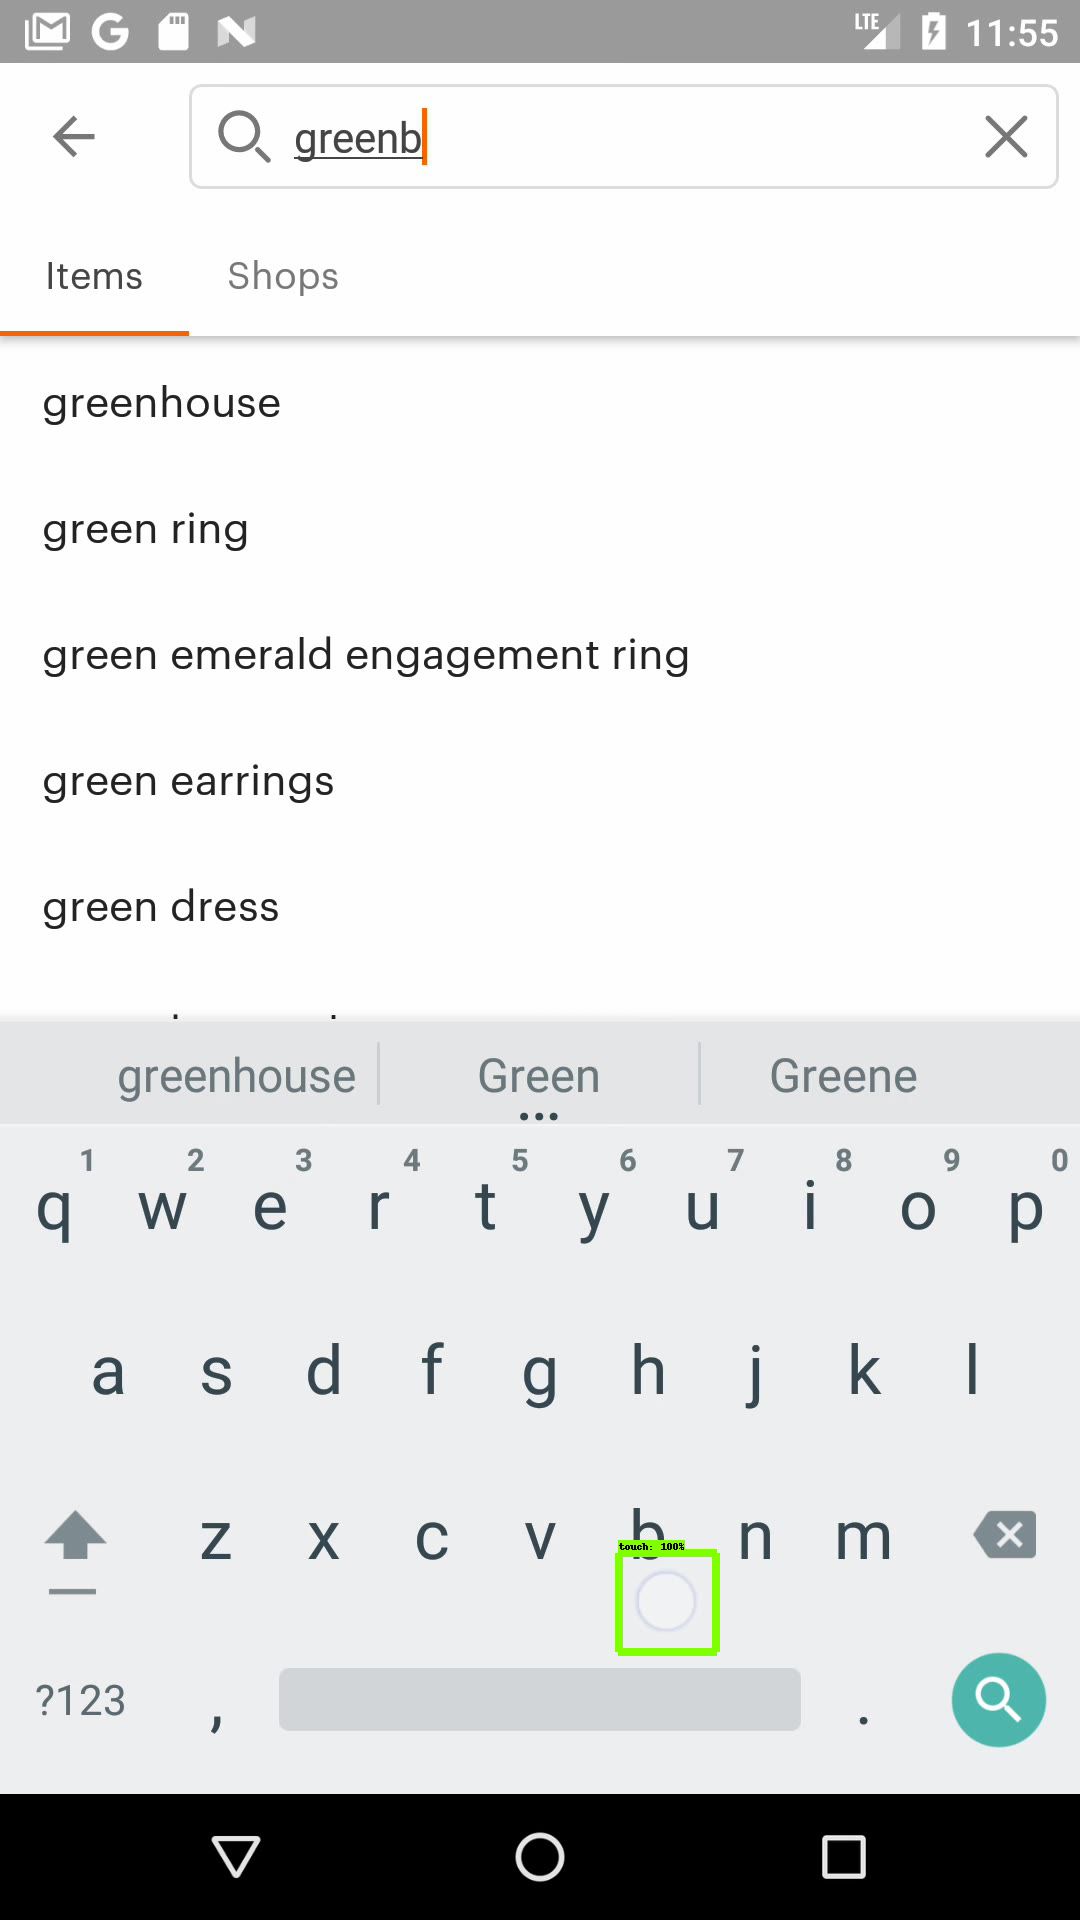 LTE 11:55
greenb
Items Shops
greenhouse
green ring
green emerald engagement ring
green earrings
green dress
greenhouse Green Greene
1 2 3 4 5 6 7 8 9 0
q w e r t y u i o p
a s d f g h j k l
z x c v b n m
touch: 100%
?123 , .